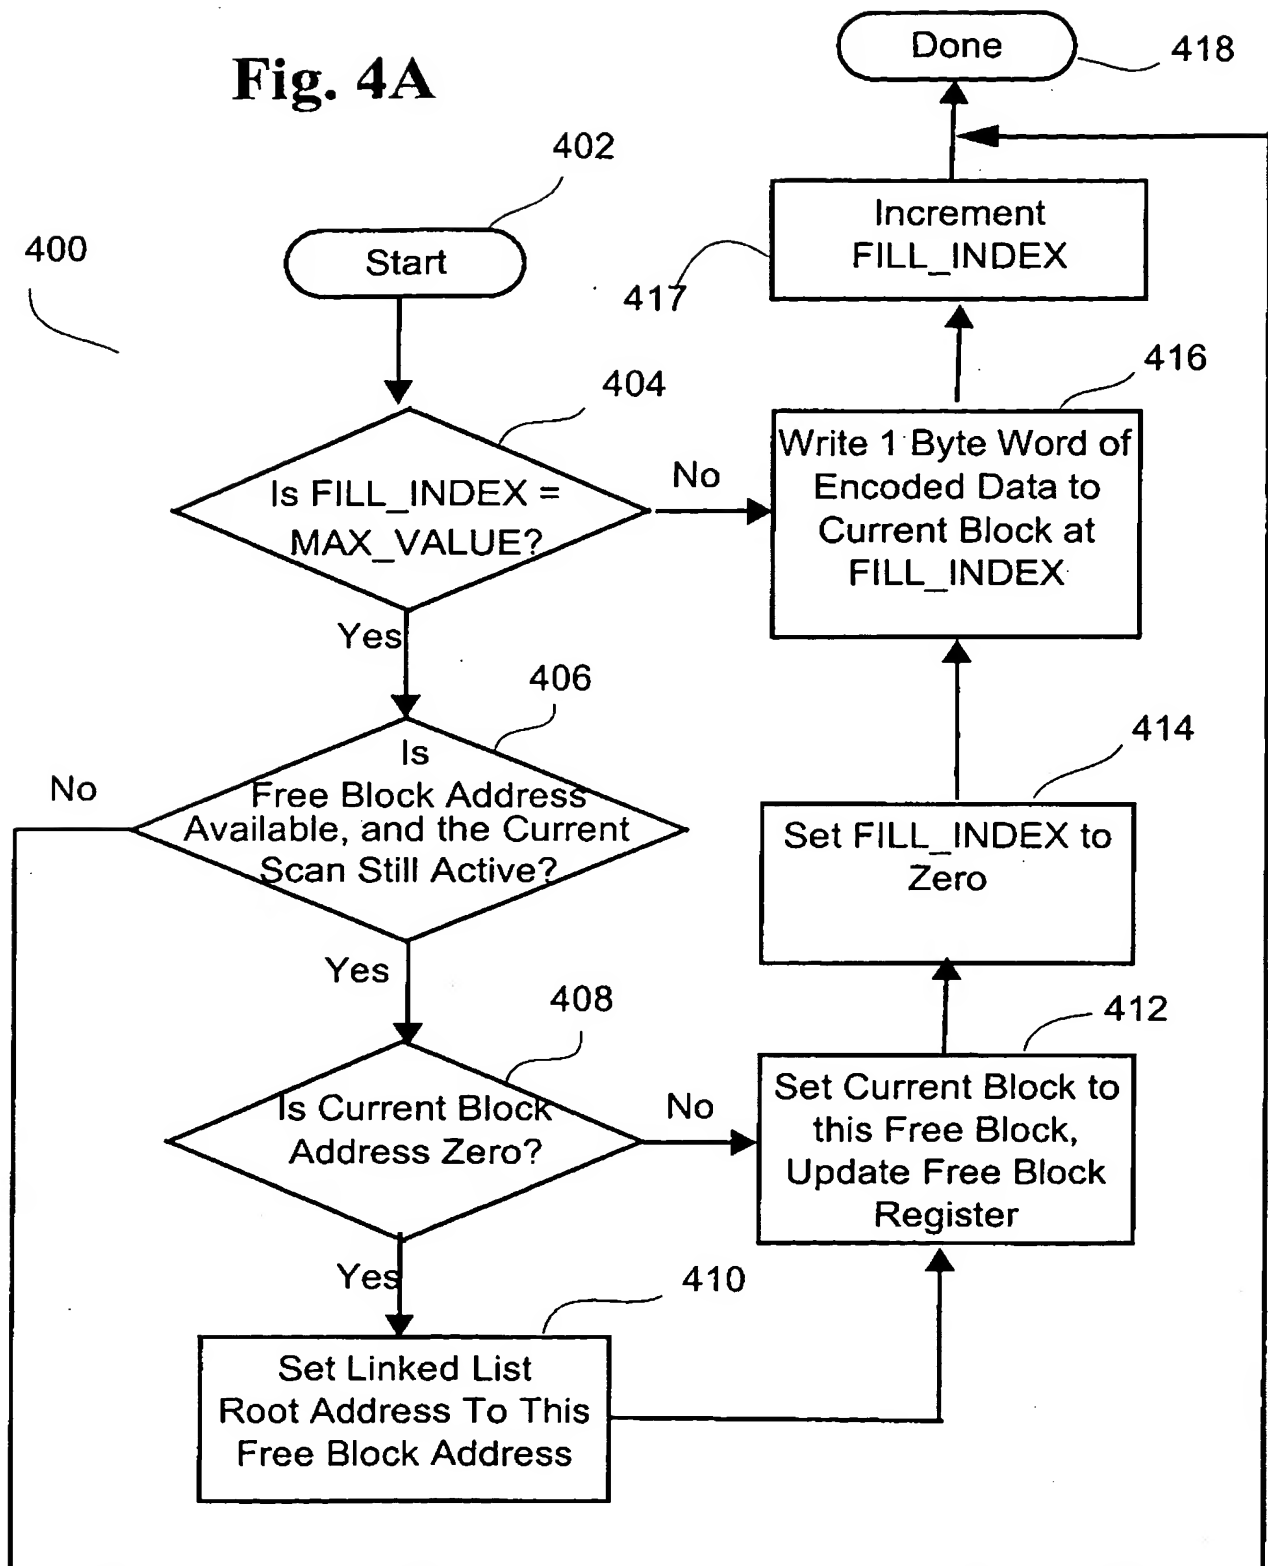 Fig. 4A
Done
418
402
Increment
FILL_INDEX
400
Start
417
416
404
Write 1 Byte Word of
Encoded Data to
Current Block at
FILL_INDEX
No
Is FILL_INDEX =
MAX_VALUE?
Yes
406
414
No
Is
Free Block Address
Available, and the Current
Scan Still Active?
Set FILL_INDEX to
Zero
Yes
408
412
Set Current Block to
this Free Block,
Update Free Block
Register
No
Is Current Block
Address Zero?
Yes
410
Set Linked List
Root Address To This
Free Block Address